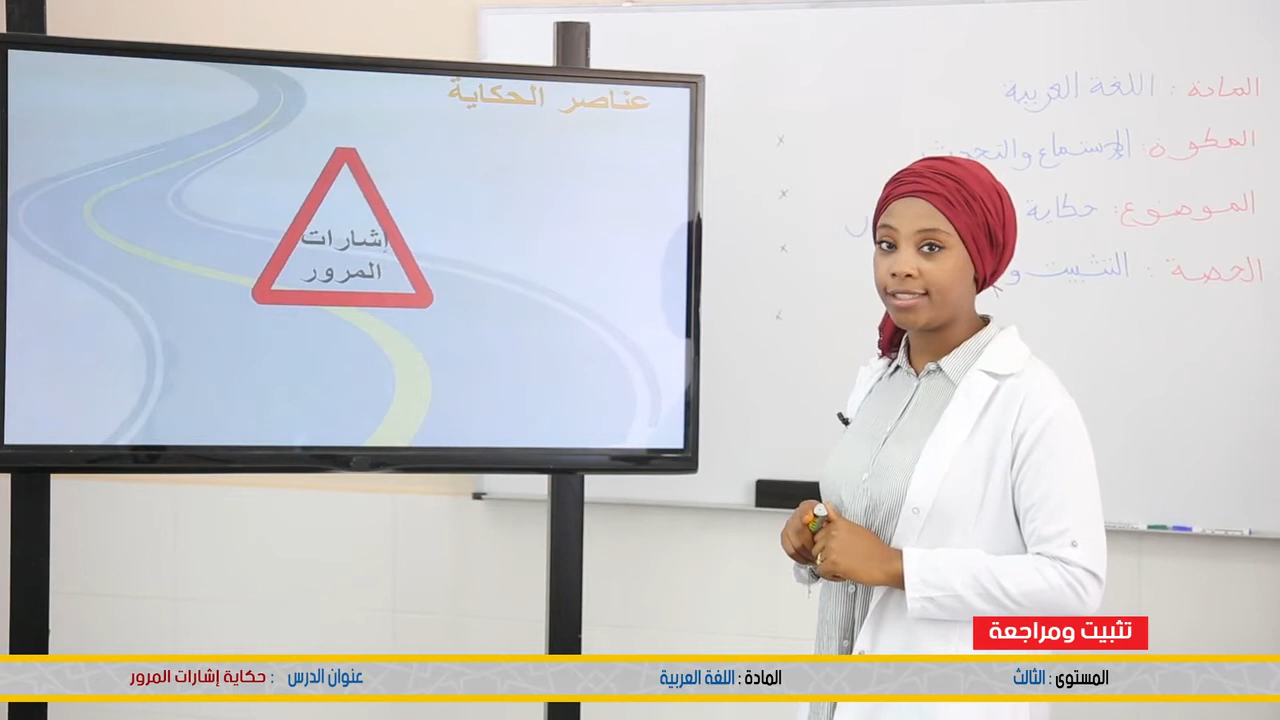 عناصر الحكاية
إشارات
المرور
المادة : اللغة العربية
المكون: الاستماع والتحدث
الموضوع: حكاية
الحصة : التثبيت و
تثبيت ومراجعة
المستوى : الثالث
المادة : اللغة العربية
عنوان الدرس : حكاية إشارات المرور